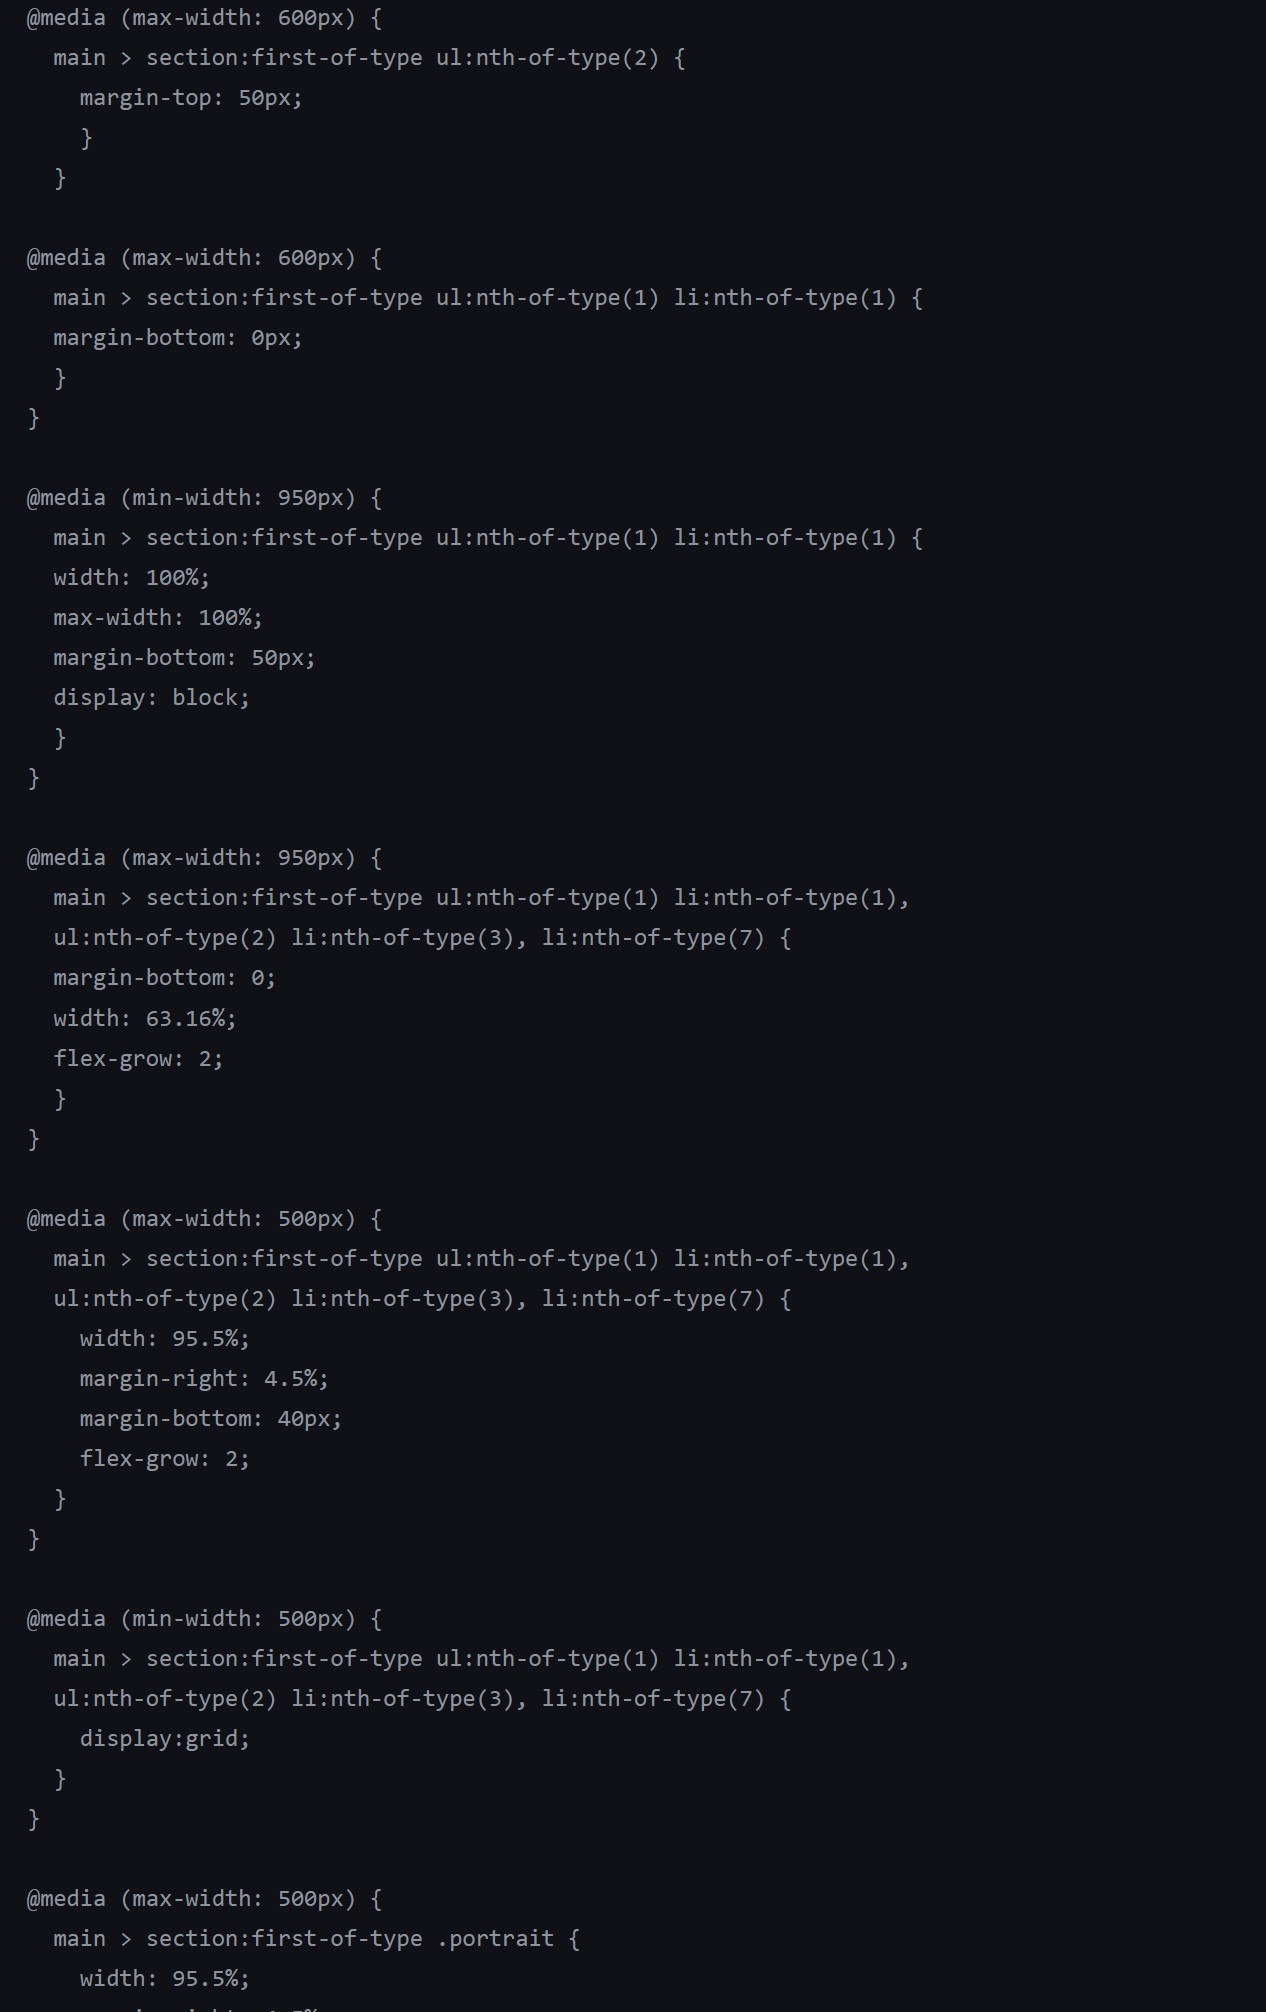 @media (max-width: 600px) {
  main > section:first-of-type ul:nth-of-type(2) {
    margin-top: 50px;
    }
  }

@media (max-width: 600px) {
  main > section:first-of-type ul:nth-of-type(1) li:nth-of-type(1) {
  margin-bottom: 0px;
  }
}

@media (min-width: 950px) {
  main > section:first-of-type ul:nth-of-type(1) li:nth-of-type(1) {
  width: 100%;
  max-width: 100%;
  margin-bottom: 50px;
  display: block;
  }
}

@media (max-width: 950px) {
  main > section:first-of-type ul:nth-of-type(1) li:nth-of-type(1),
  ul:nth-of-type(2) li:nth-of-type(3), li:nth-of-type(7) {
  margin-bottom: 0;
  width: 63.16%;
  flex-grow: 2;
  }
}

@media (max-width: 500px) {
  main > section:first-of-type ul:nth-of-type(1) li:nth-of-type(1),
  ul:nth-of-type(2) li:nth-of-type(3), li:nth-of-type(7) {
    width: 95.5%;
    margin-right: 4.5%;
    margin-bottom: 40px;
    flex-grow: 2;
  }
}

@media (min-width: 500px) {
  main > section:first-of-type ul:nth-of-type(1) li:nth-of-type(1),
  ul:nth-of-type(2) li:nth-of-type(3), li:nth-of-type(7) {
    display:grid;
  }
}

@media (max-width: 500px) {
  main > section:first-of-type .portrait {
    width: 95.5%;